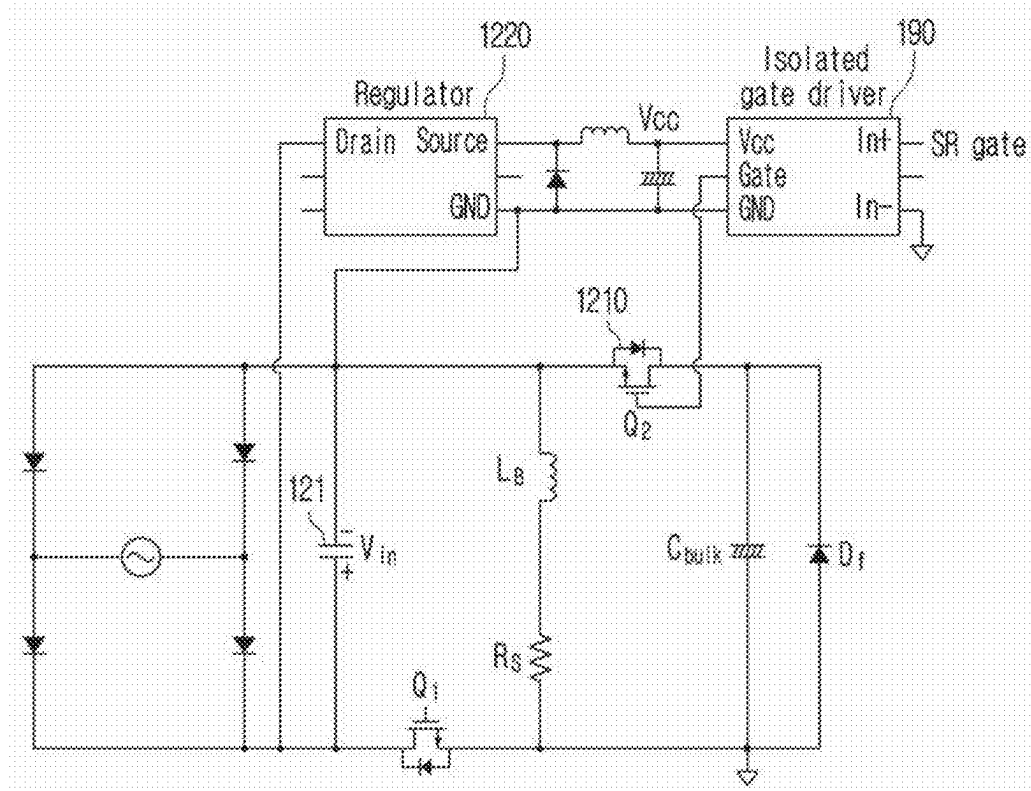 1220
190
Regulator
Isolated
gate driver
Drain Source
GND
Vcc
Vcc In+
Gate
GND In-
SR gate
1210
Q2
LB
121
-
Vin
+
Cbulk
Df
RS
Q1